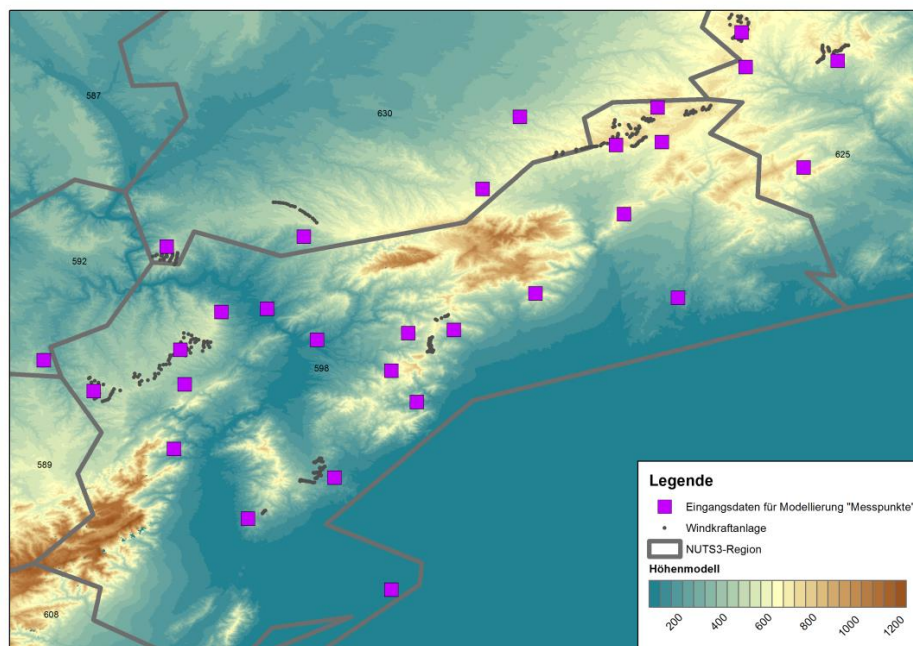 587
630
625
592
598
589
608
Legende
Eingangsdaten für Modellierung "Messpunkte"
Windkraftanlage
NUTS3-Region
Höhenmodell
200
400
600
800
1000
1200